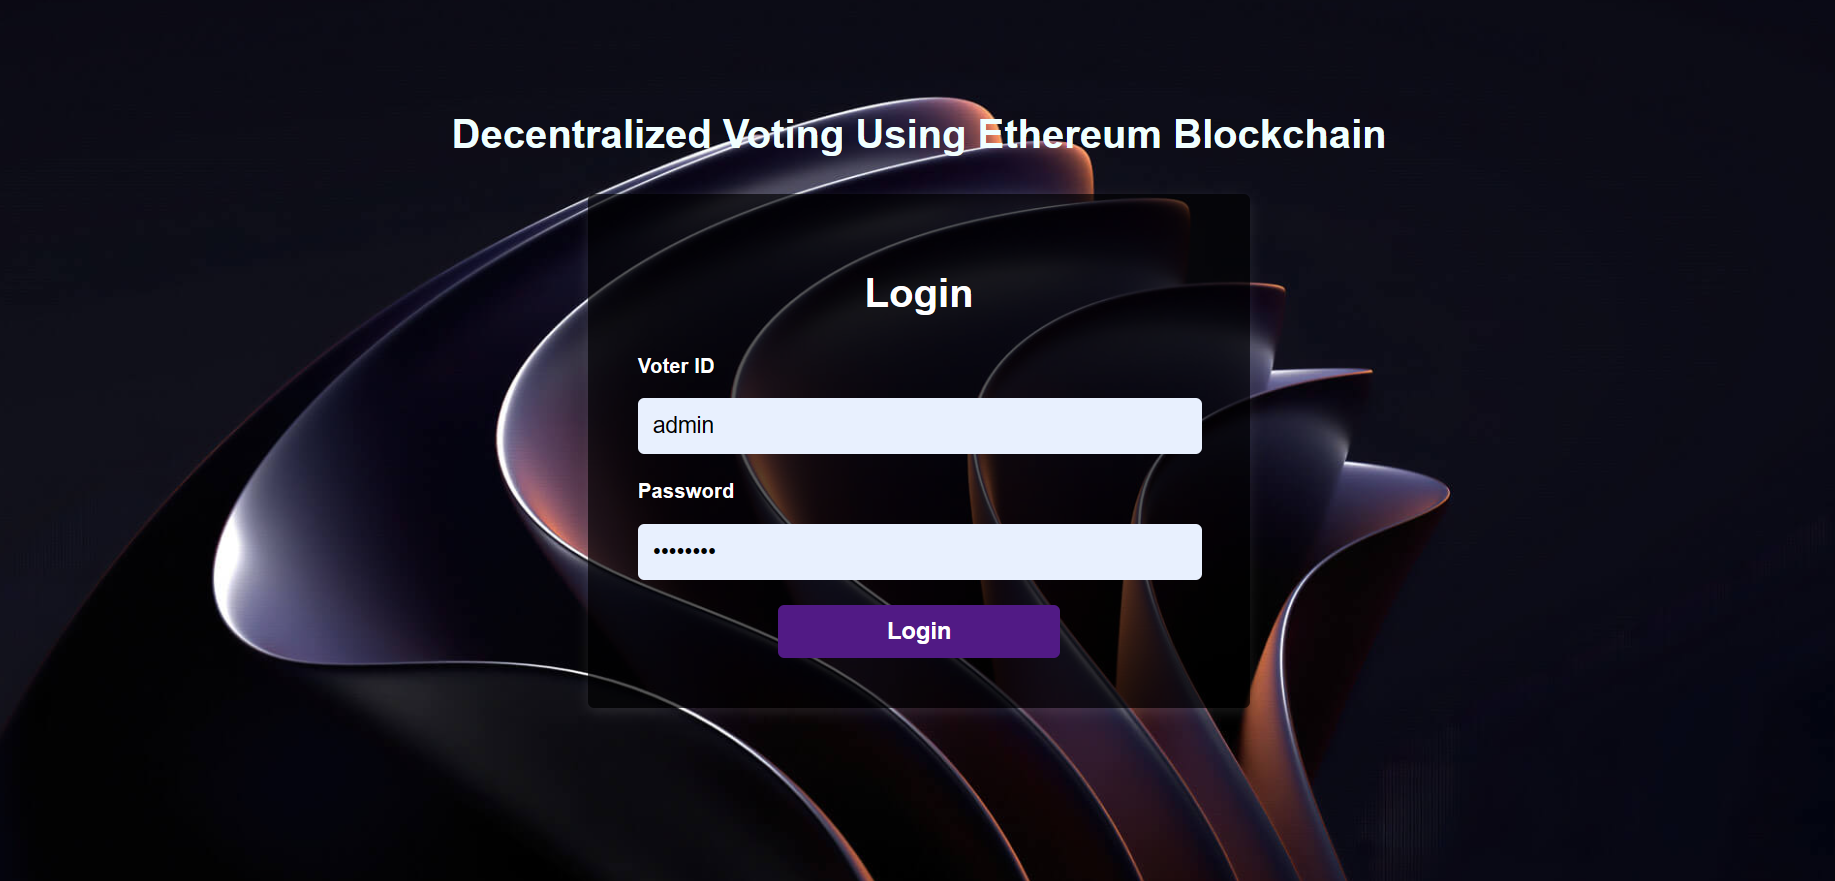 Decentralized Voting Using Ethereum Blockchain
Login
Voter ID
admin
Password
••••••••
Login